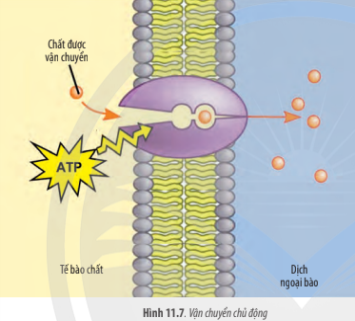 Chất được
vận chuyển
ATP
Tế bào chất
Dịch
ngoại bào
Hình 11.7. Vận chuyển chủ động